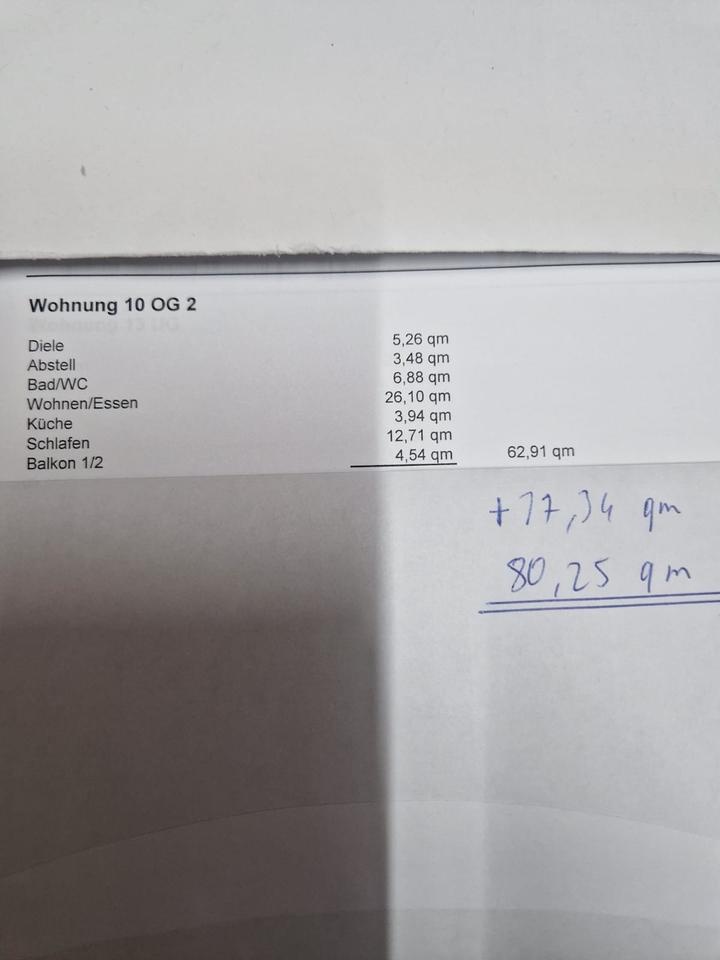 Wohnung 10 OG 2
Diele 5,26 qm
Abstell 3,48 qm
Bad/WC 6,88 qm
Wohnen/Essen 26,10 qm
Küche 3,94 qm
Schlafen 12,71 qm
Balkon 1/2 4,54 qm 62,91 qm
+17,34 qm
80,25 qm